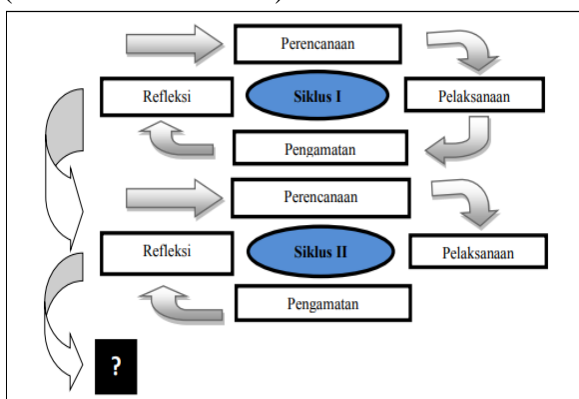 Perencanaan
Refleksi
Siklus I
Pelaksanaan
Pengamatan
Perencanaan
Refleksi
Siklus II
Pelaksanaan
Pengamatan
?